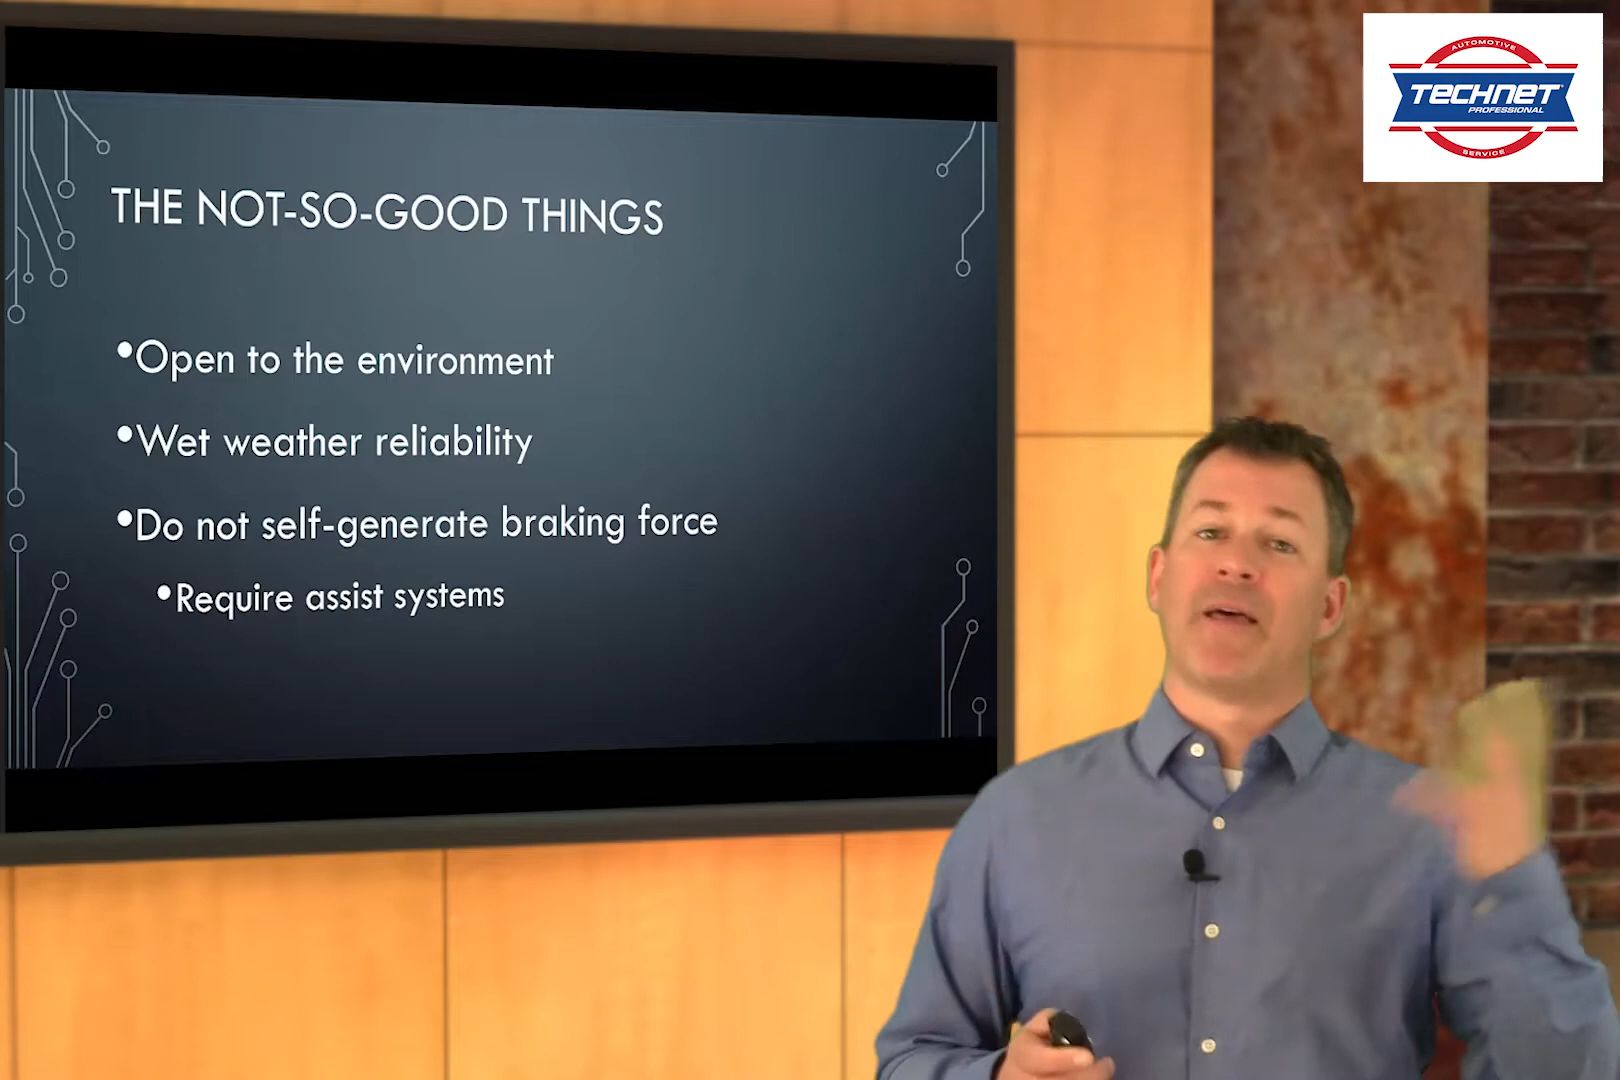 THE NOT-SO-GOOD THINGS
•Open to the environment
•Wet weather reliability
•Do not self-generate braking force
•Require assist systems
AUTOMOTIVE
TECHNET
PROFESSIONAL
SERVICE